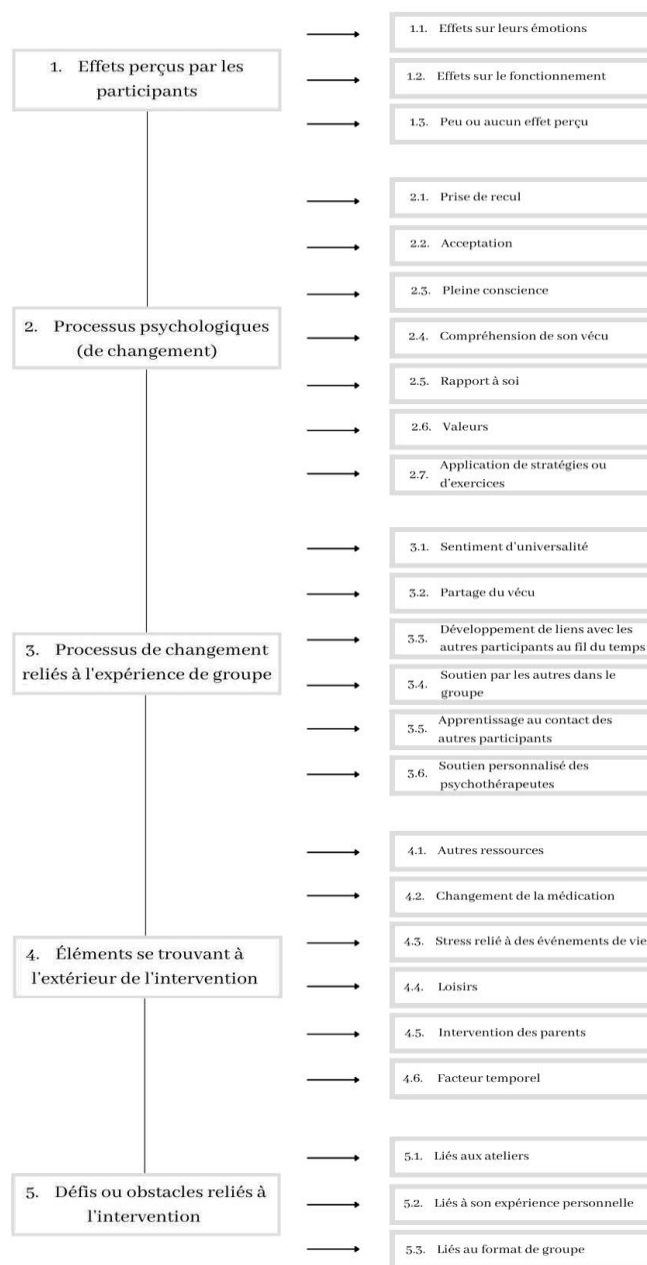 1. Effets perçus par les
participants
1.1. Effets sur leurs émotions
1.2. Effets sur le fonctionnement
1.3. Peu ou aucun effet perçu
2. Processus psychologiques
(de changement)
2.1. Prise de recul
2.2. Acceptation
2.3. Pleine conscience
2.4. Compréhension de son vécu
2.5. Rapport à soi
2.6. Valeurs
2.7. Application de stratégies ou
d'exercices
3. Processus de changement
reliés à l'expérience de groupe
3.1. Sentiment d'universalité
3.2. Partage du vécu
3.3. Développement de liens avec les
autres participants au fil du temps
3.4. Soutien par les autres dans le
groupe
3.5. Apprentissage au contact des
autres participants
3.6. Soutien personnalisé des
psychothérapeutes
4. Éléments se trouvant à
l'extérieur de l'intervention
4.1. Autres ressources
4.2. Changement de la médication
4.3. Stress relié à des événements de vie
4.4. Loisirs
4.5. Intervention des parents
4.6. Facteur temporel
5. Défis ou obstacles reliés à
l'intervention
5.1. Liés aux ateliers
5.2. Liés à son expérience personnelle
5.3. Liés au format de groupe